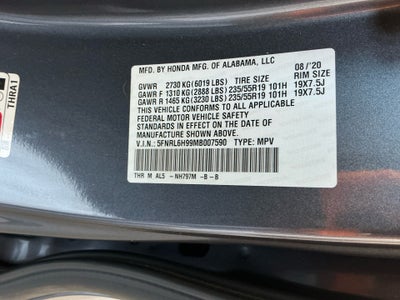 MFD. BY HONDA MFG. OF ALABAMA, LLC 08/'20
GVWR 2730 KG(6019 LBS) TIRE SIZE RIM SIZE
GAWR F 1310 KG(2888 LBS) 235/55R19 101H 19X7.5J
GAWR R 1465 KG(3230 LBS) 235/55R19 101H 19X7.5J
THIS VEHICLE CONFORMS TO ALL APPLICABLE
FEDERAL MOTOR VEHICLE SAFETY
STANDARDS IN EFFECT ON THE DATE OF
MANUFACTURE SHOWN ABOVE.
V.I.N.: 5FNRL6H99MB007590 TYPE: MPV
THR M AL5 -NH797M -B-B
THRA1